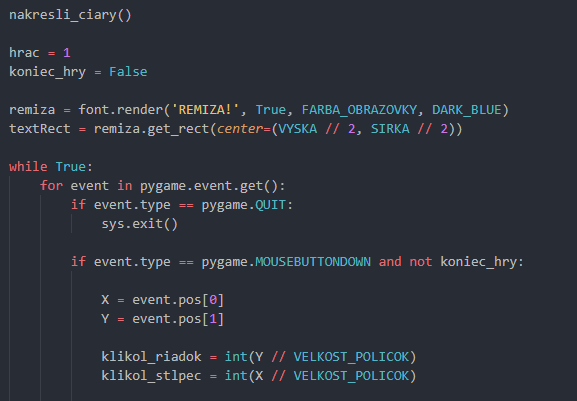 nakresli_ciary()
hrac = 1
koniec_hry = False
remiza = font.render('REMIZA!', True, FARBA_OBRAZOVKY, DARK_BLUE)
textRect = remiza.get_rect(center=(VYSKA // 2, SIRKA // 2))
while True:
    for event in pygame.event.get():
        if event.type == pygame.QUIT:
            sys.exit()
        if event.type == pygame.MOUSEBUTTONDOWN and not koniec_hry:
            X = event.pos[0]
            Y = event.pos[1]
            klikol_riadok = int(Y // VELKOST_POLICOK)
            klikol_stlpec = int(X // VELKOST_POLICOK)